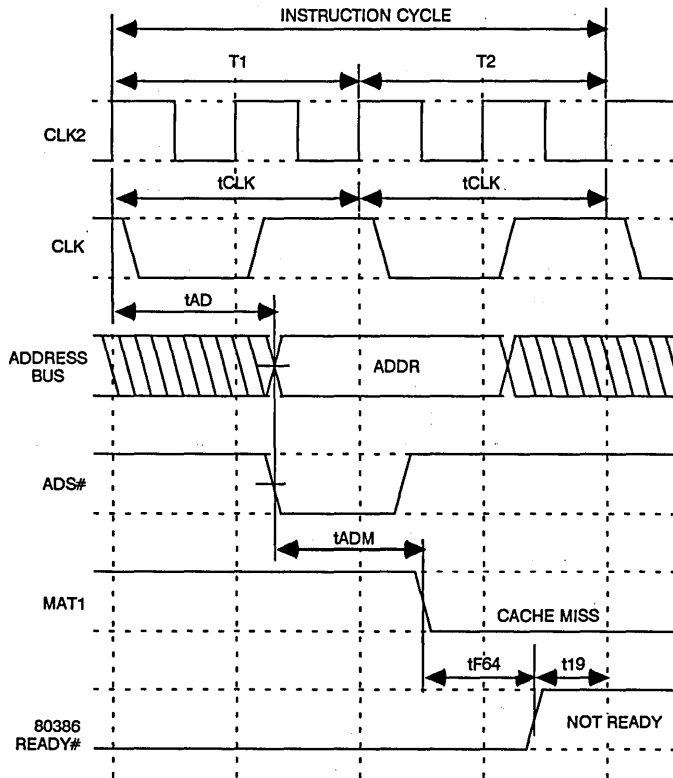 INSTRUCTION CYCLE
T1
T2
CLK2
tCLK
tCLK
CLK
tAD
ADDRESS
BUS
ADDR
ADS#
tADM
MAT1
CACHE MISS
tF64
t19
80386
READY#
NOT READY